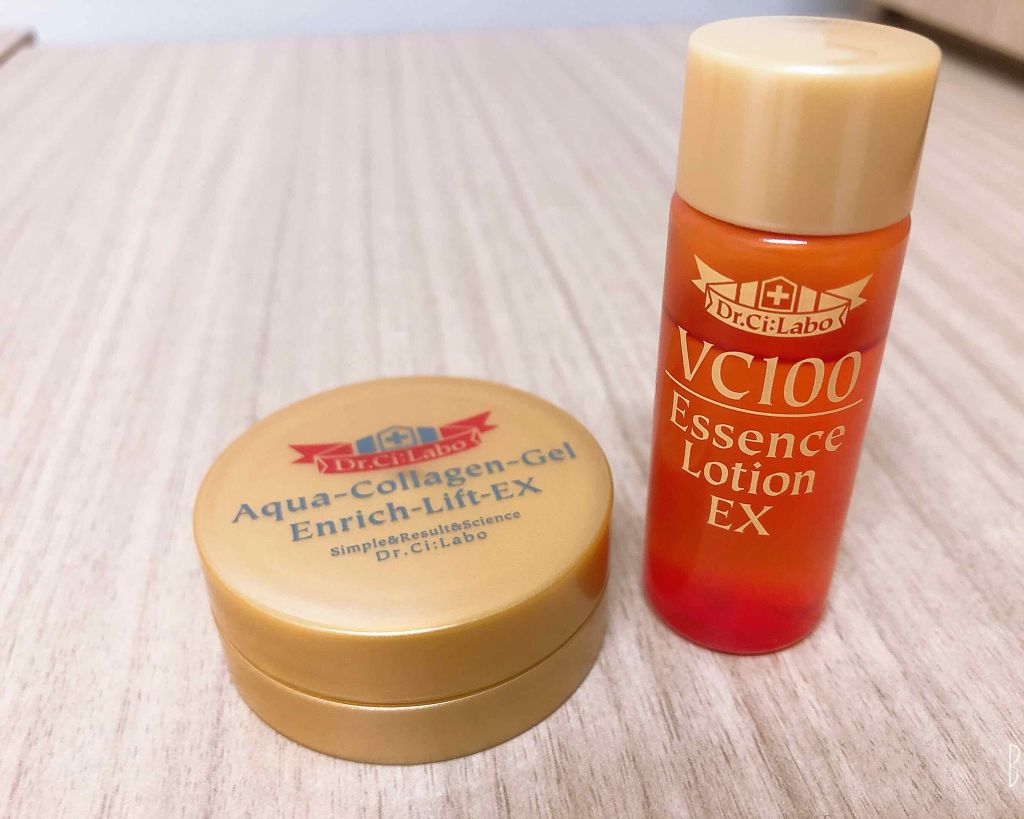 Dr.Ci:Labo
Aqua-Collagen-Gel
Enrich-Lift-EX
Simple&Result&Science
Dr.Ci:Labo
Dr.Ci:Labo
VC100
Essence
Lotion
EX